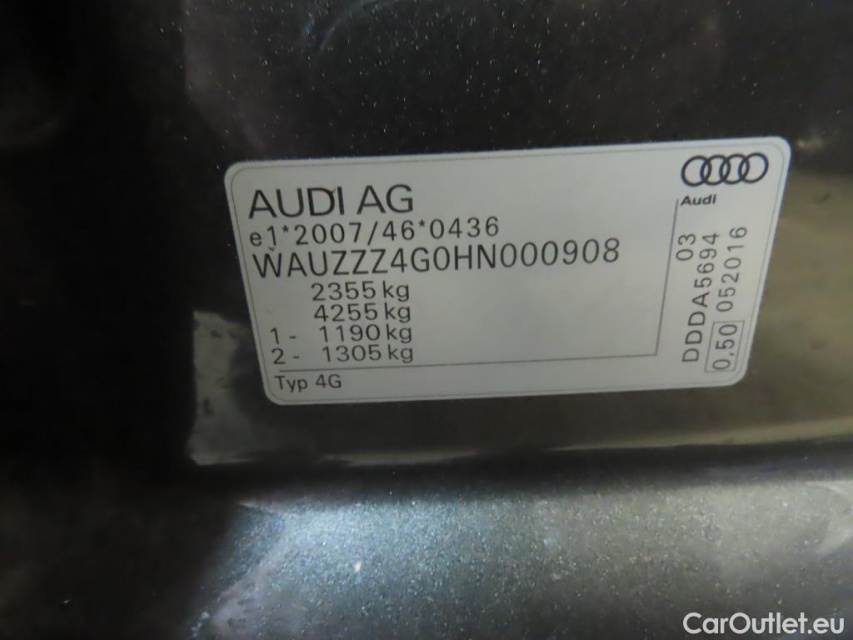 AUDI AG
e1*2007/46*0436
WAUZZZ4G0HN000908
2355 kg
4255 kg
1 - 1190 kg
2 - 1305 kg
Typ 4G
Audi
03
DDDA5694
0,50 052016
CarOutlet.eu